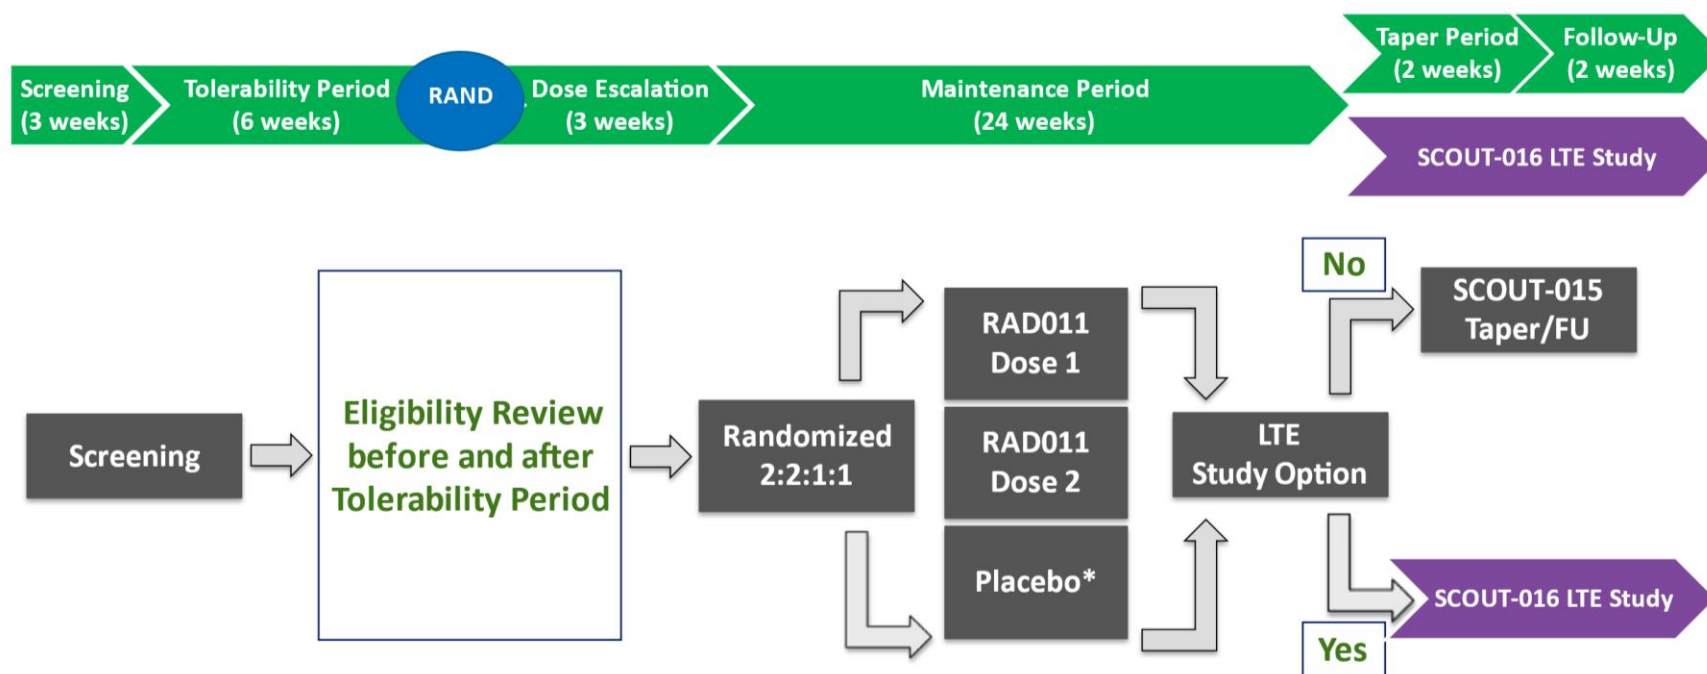 Screening
(3 weeks)
Tolerability Period
(6 weeks)
RAND
Dose Escalation
(3 weeks)
Maintenance Period
(24 weeks)
Taper Period
(2 weeks)
Follow-Up
(2 weeks)
SCOUT-016 LTE Study
Screening
Eligibility Review
before and after
Tolerability Period
Randomized
2:2:1:1
RAD011
Dose 1
RAD011
Dose 2
Placebo*
LTE
Study Option
No
SCOUT-015
Taper/FU
Yes
SCOUT-016 LTE Study